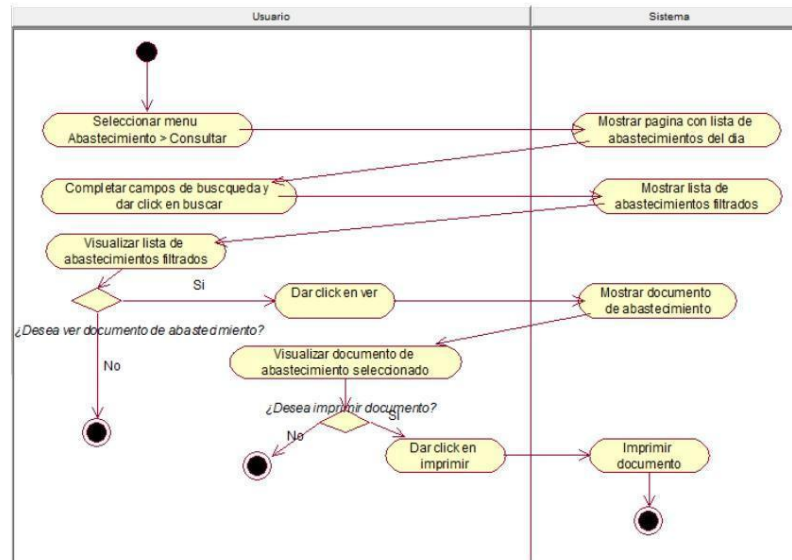 Usuario
Sistema
Seleccionar menu
Abastecimiento > Consultar
Mostrar pagina con lista de
abastecimientos del dia
Completar campos de buscqueda y
dar click en buscar
Mostrar lista de
abastecimientos filtrados
Visualizar lista de
abastecimientos filtrados
Si
Dar click en ver
Mostrar documento
de abastecimiento
¿Desea ver documento de abastecimiento?
No
Visualizar documento de
abastecimiento seleccionado
¿Desea imprimir documento?
Si
No
Dar click en
imprimir
Imprimir
documento